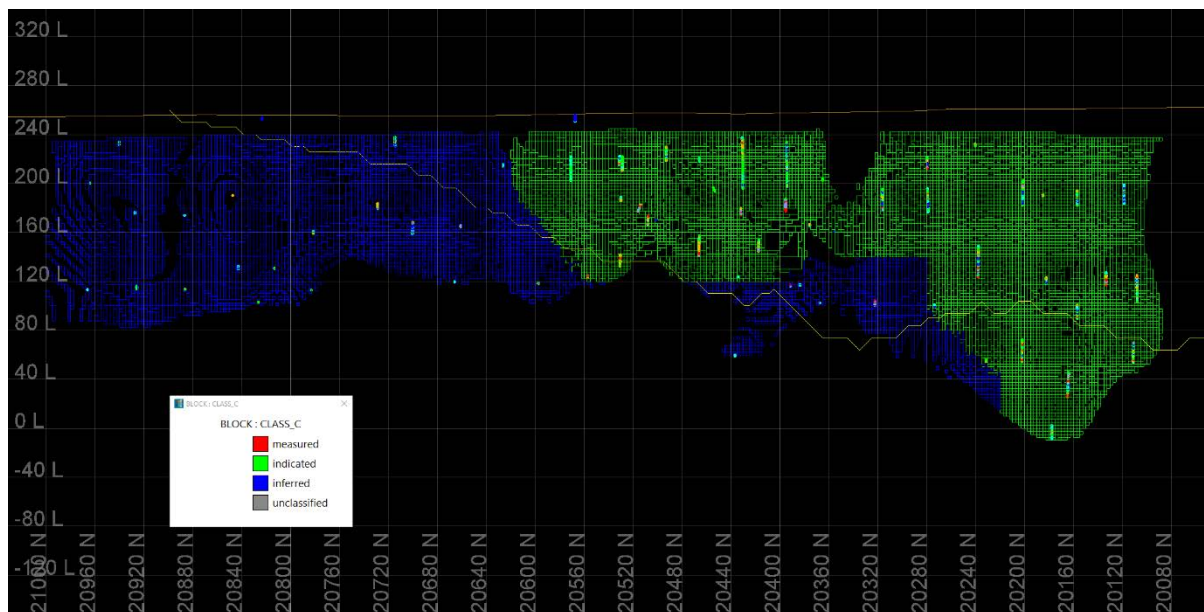 320 L
280 L
240 L
200 L
160 L
120 L
80 L
40 L
0 L
-40 L
-80 L
BLOCK : CLASS_C
BLOCK : CLASS_C
measured
indicated
inferred
unclassified
21000 N
20960 N
20920 N
20880 N
20840 N
20800 N
20760 N
20720 N
20680 N
20640 N
20600 N
20560 N
20520 N
20480 N
20440 N
20400 N
20360 N
20320 N
20280 N
20240 N
20200 N
20160 N
20120 N
20080 N